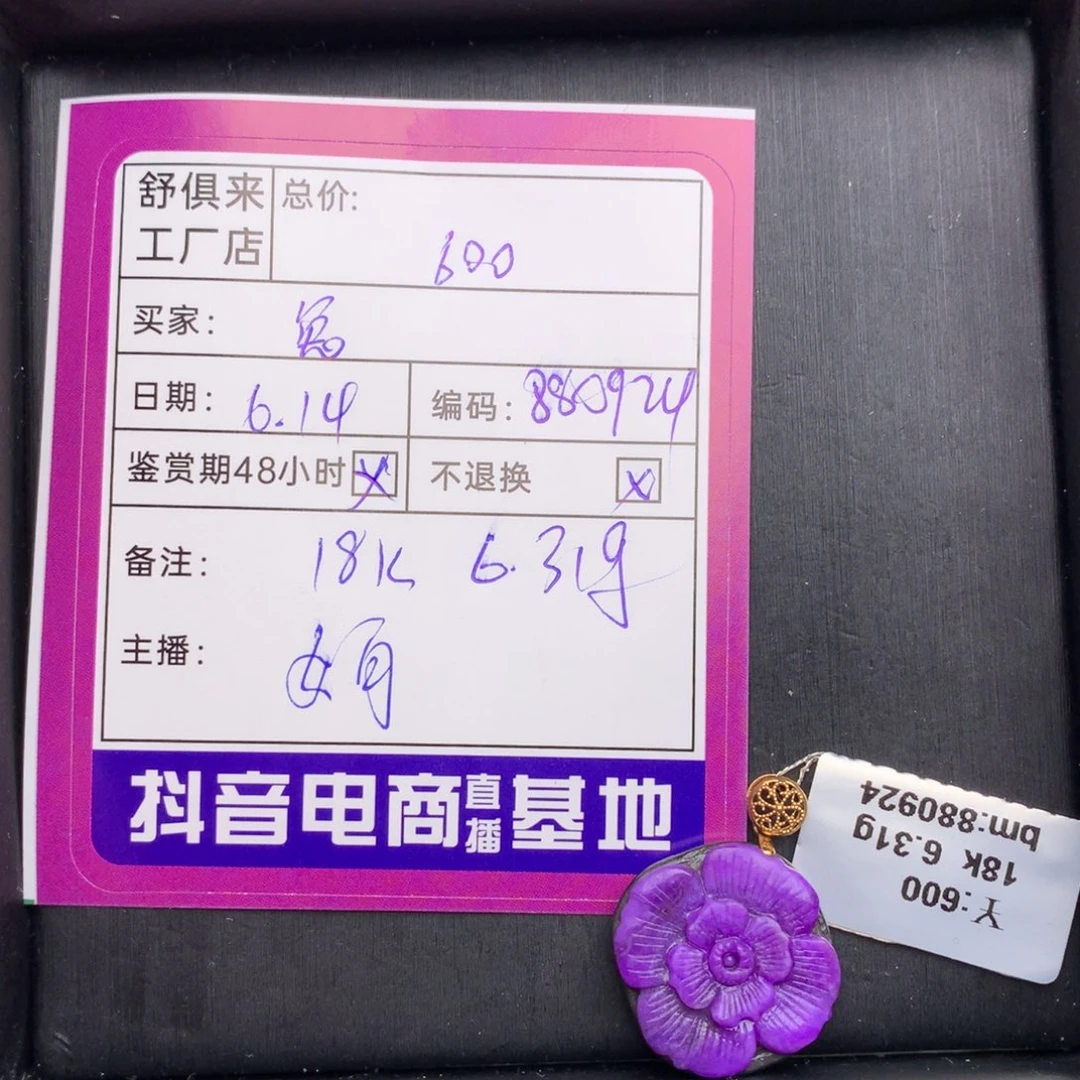 舒俱来
工厂店
总价:
600
买家:
日期: 6.14
编码: 880924
鉴赏期48小时 X
不退换 X
备注: 18K 6.31g
主播:
抖音电商直播基地
¥:600
18k 6.31g
bm:880924